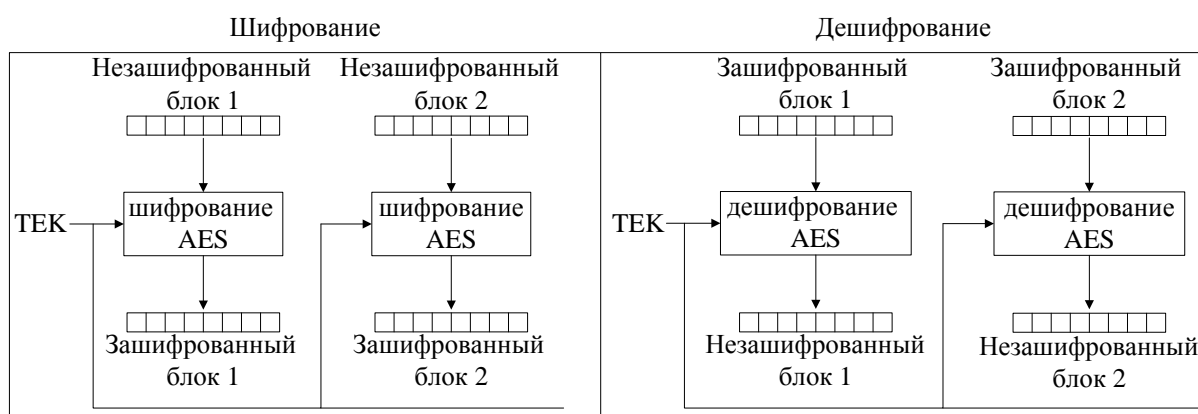 Шифрование
Дешифрование
Незашифрованный
блок 1
Незашифрованный
блок 2
Зашифрованный
блок 1
Зашифрованный
блок 2
TEK
шифрование
AES
шифрование
AES
TEK
дешифрование
AES
дешифрование
AES
Зашифрованный
блок 1
Зашифрованный
блок 2
Незашифрованный
блок 1
Незашифрованный
блок 2